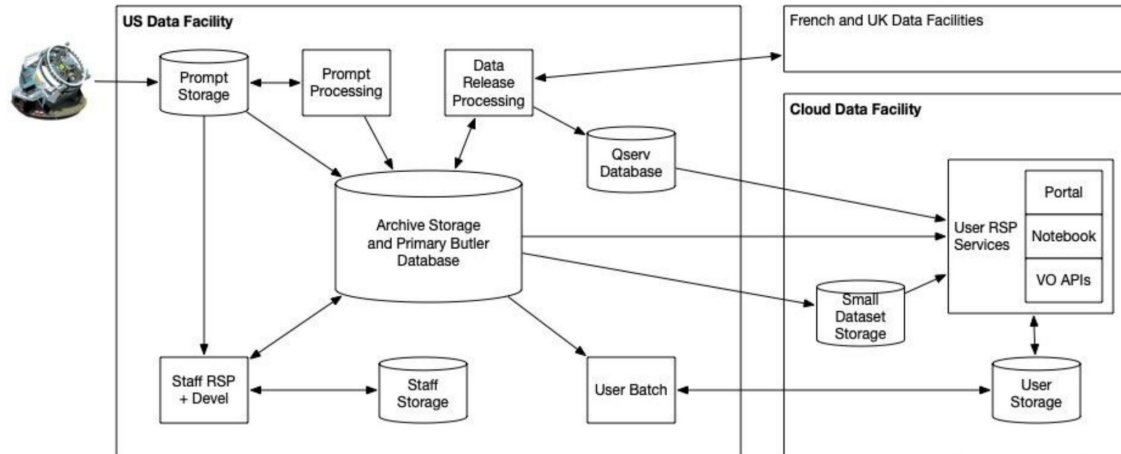 US Data Facility
French and UK Data Facilities
Prompt
Storage
Prompt
Processing
Data
Release
Processing
Cloud Data Facility
Qserv
Database
Archive Storage
and Primary Butler
Database
User RSP
Services
Portal
Notebook
VO APIs
Small
Dataset
Storage
Staff RSP
+ Devel
Staff
Storage
User Batch
User
Storage